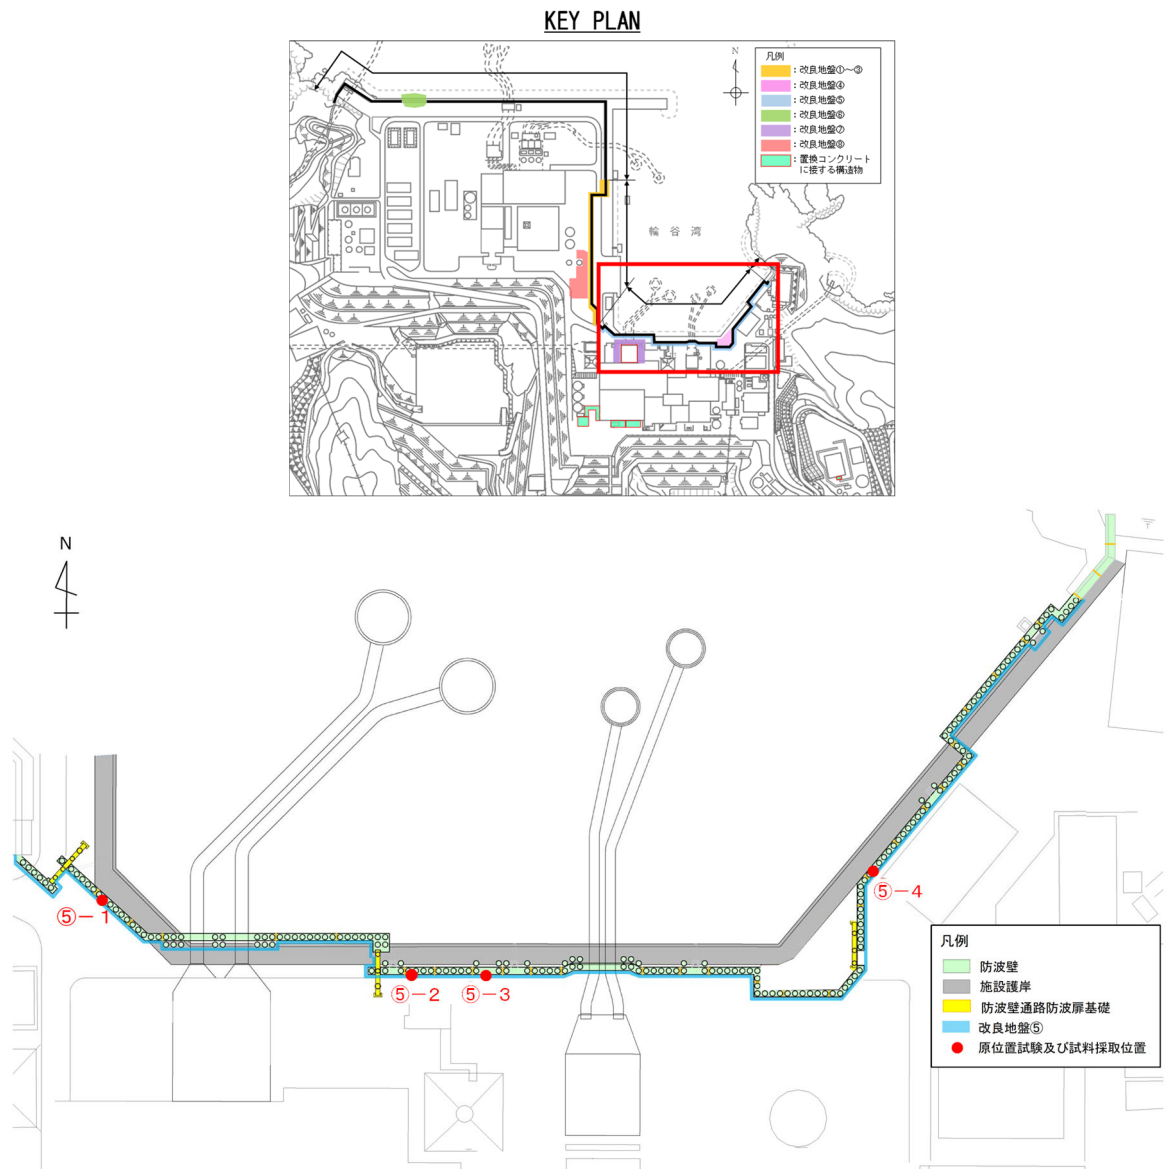 KEY PLAN
N
凡例
：改良地盤①～③
：改良地盤④
：改良地盤⑤
：改良地盤⑥
：改良地盤⑦
：改良地盤⑧
：置換コンクリート
に接する構造物
輪谷湾
N
⑤－１
⑤－２
⑤－３
⑤－４
凡例
防波壁
施設護岸
防波壁通路防波扉基礎
改良地盤⑤
原位置試験及び試料採取位置